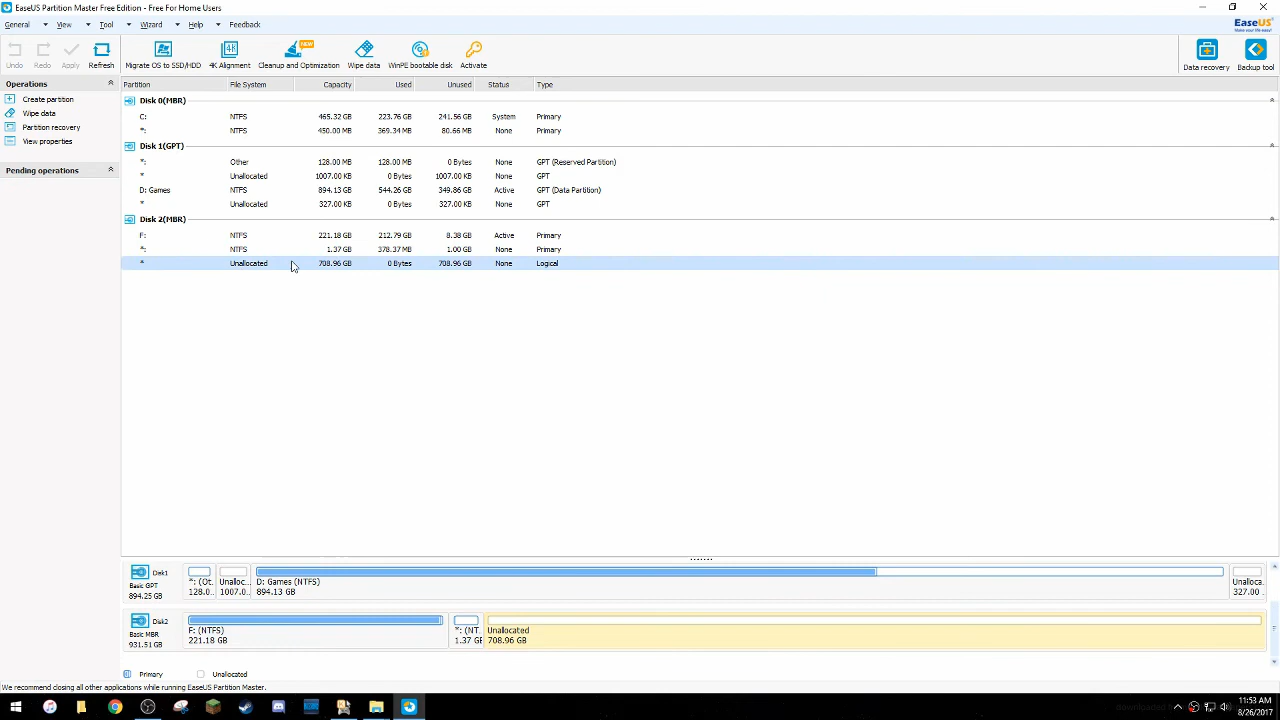 EaseUS Partition Master Free Edition - Free For Home Users
General View Tool Wizard Help Feedback
EaseUS
Make your life easy!
NEW
Undo Redo Apply Refresh Migrate OS to SSD/HDD 4K Alignment Cleanup and Optimization Wipe data WinPE bootable disk Activate Data recovery Backup tool
4K
Operations
Create partition
Wipe data
Partition recovery
View properties
Pending operations
Partition File System Capacity Used Unused Status Type
Disk 0(MBR)
C: NTFS 465.32 GB 223.76 GB 241.56 GB System Primary
*: NTFS 450.00 MB 369.34 MB 80.66 MB None Primary
Disk 1(GPT)
*: Other 128.00 MB 128.00 MB 0 Bytes None GPT (Reserved Partition)
* Unallocated 1007.00 KB 0 Bytes 1007.00 KB None GPT
D: Games NTFS 894.13 GB 544.26 GB 349.86 GB Active GPT (Data Partition)
* Unallocated 327.00 KB 0 Bytes 327.00 KB None GPT
Disk 2(MBR)
F: NTFS 221.18 GB 212.79 GB 8.38 GB Active Primary
*: NTFS 1.37 GB 378.37 MB 1.00 GB None Primary
* Unallocated 708.96 GB 0 Bytes 708.96 GB None Logical
Disk1
Basic GPT
894.25 GB
*: (Ot.
128.0.
Unalloc...
1007.0...
D: Games (NTFS)
894.13 GB
Unalloca.
327.00
Disk2
Basic MBR
931.51 GB
F: (NTFS)
221.18 GB
*: (NT.
1.37 GB
Unallocated
708.96 GB
Primary Unallocated
We recommend closing all other applications while running EaseUS Partition Master.
11:53 AM
8/26/2017